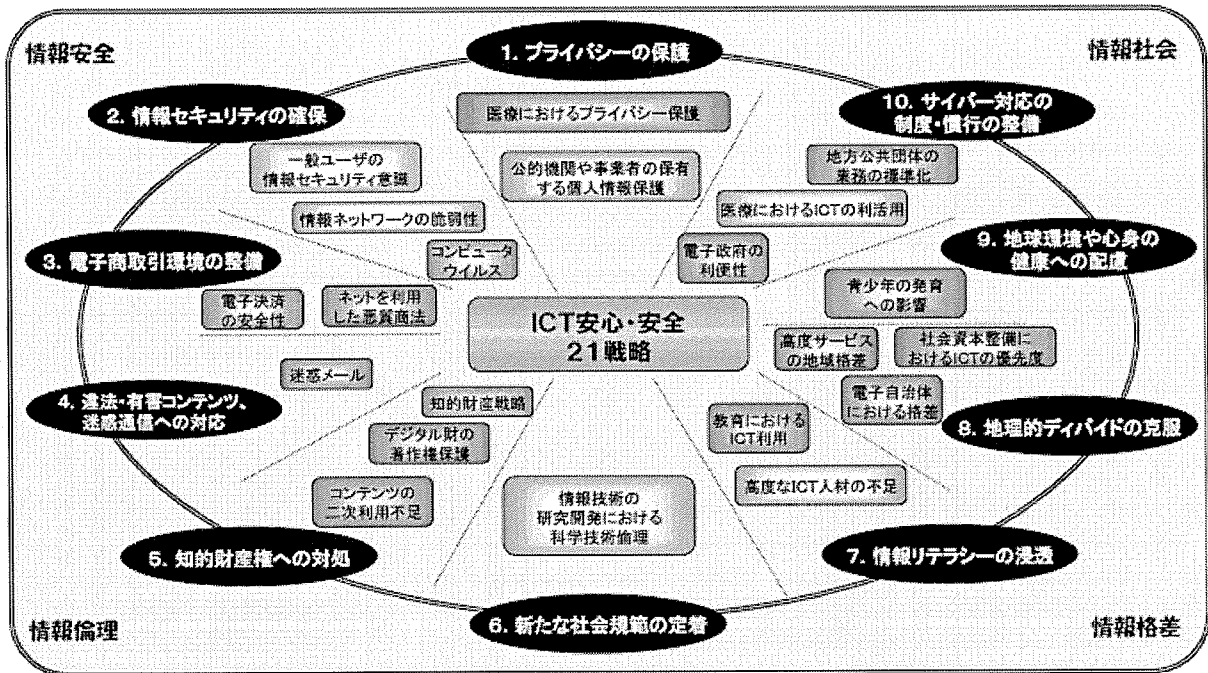 情報安全
情報社会
1. プライバシーの保護
2. 情報セキュリティの確保
10. サイバー対応の
制度・慣行の整備
医療におけるプライバシー保護
公的機関や事業者の保有
する個人情報保護
一般ユーザの
情報セキュリティ意識
情報ネットワークの脆弱性
コンピュータ
ウイルス
地方公共団体の
業務の標準化
医療におけるICTの利活用
電子政府の
利便性
3. 電子商取引環境の整備
電子決済
の安全性
ネットを利用
した悪質商法
9. 地球環境や心身の
健康への配慮
青少年の発育
への影響
ICT安心・安全
21戦略
高度サービス
の地域格差
社会資本整備に
おけるICTの優先度
電子自治体
における格差
8. 地理的ディバイドの克服
4. 違法・有害コンテンツ、
迷惑通信への対応
迷惑メール
知的財産戦略
デジタル財の
著作権保護
コンテンツの
二次利用不足
5. 知的財産権への対処
教育における
ICT利用
高度なICT人材の不足
7. 情報リテラシーの浸透
情報技術の
研究開発における
科学技術倫理
6. 新たな社会規範の定着
情報倫理
情報格差